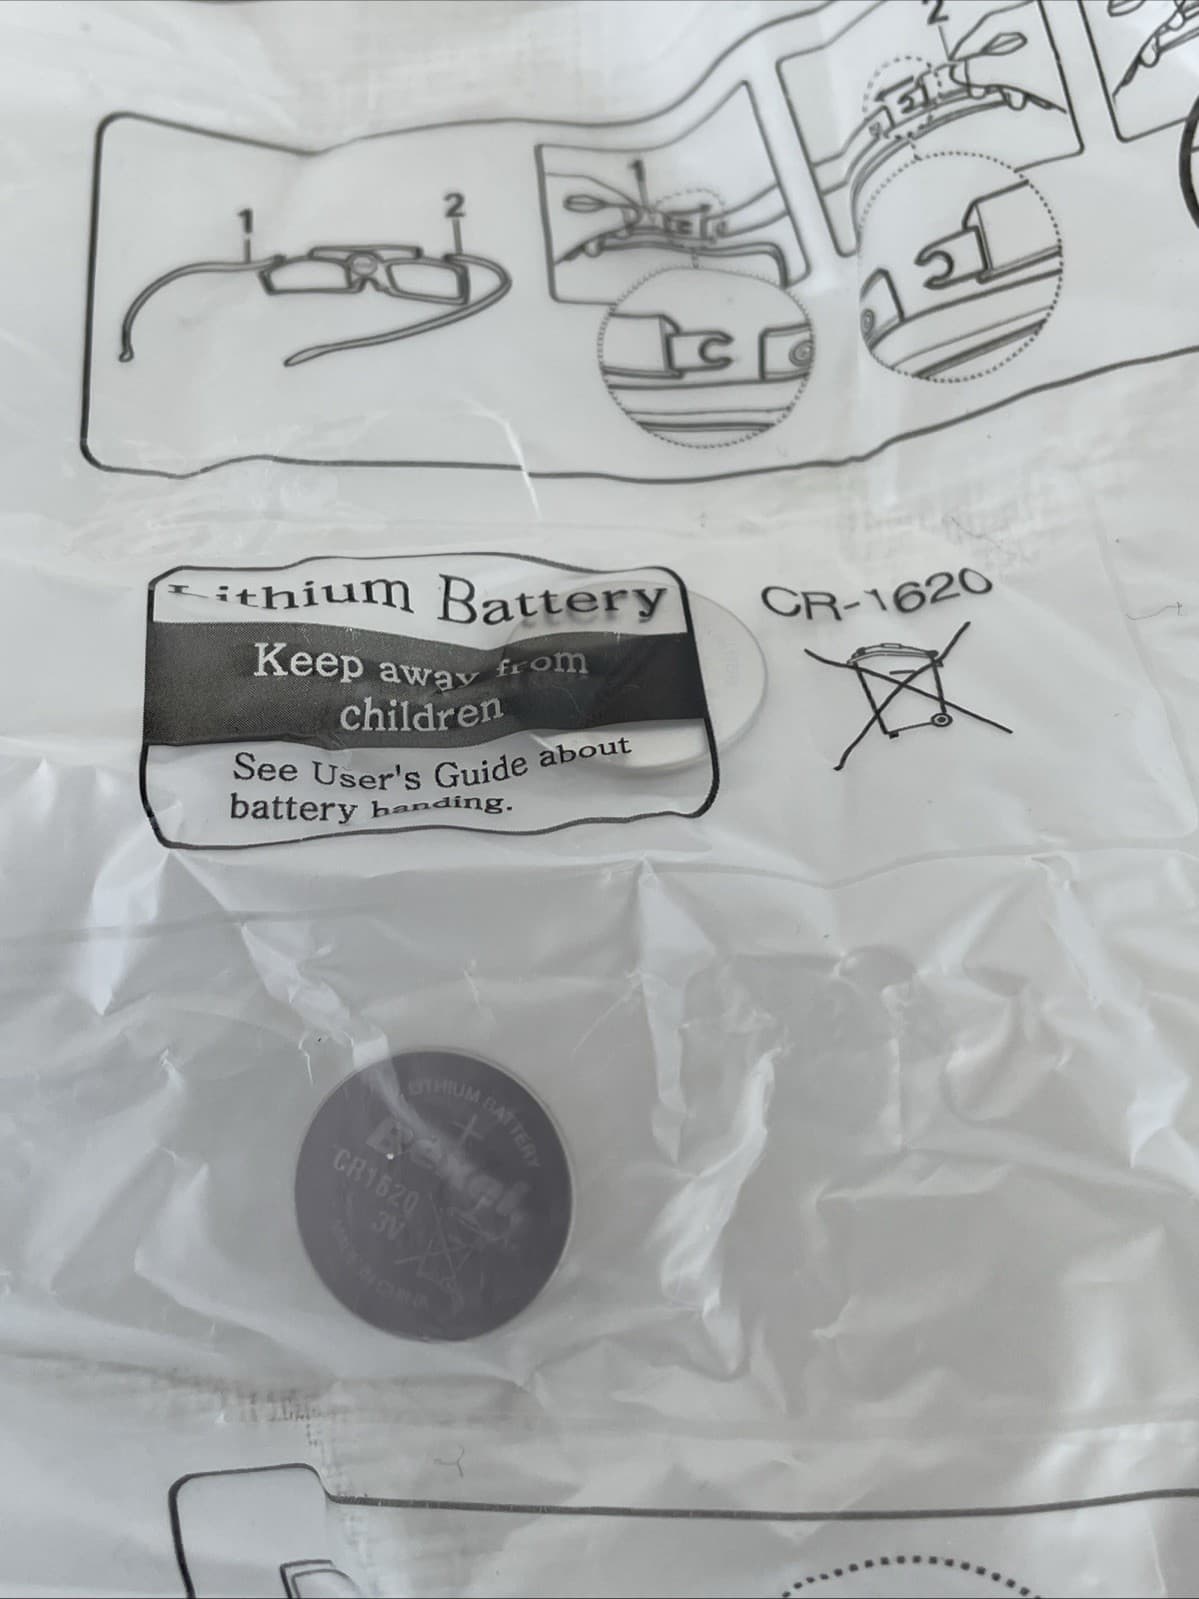 2
1
2
1
Lithium Battery
CR-1620
Keep away from
children
See User's Guide about
battery handing.
LITHIUM BATTERY
+
Bexel
CR1620
3V